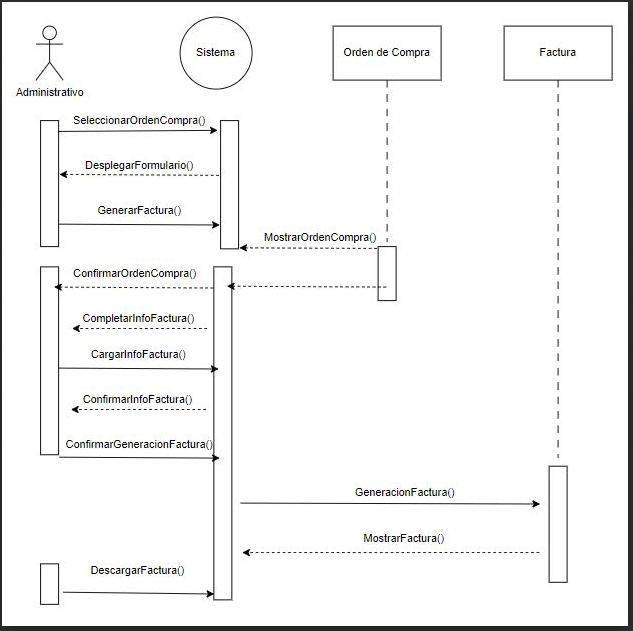 Sistema
Orden de Compra
Factura
Administrativo
SeleccionarOrdenCompra()
DesplegarFormulario()
GenerarFactura()
MostrarOrdenCompra()
ConfirmarOrdenCompra()
CompletarInfoFactura()
CargarInfoFactura()
ConfirmarInfoFactura()
ConfirmarGeneracionFactura()
GeneracionFactura()
MostrarFactura()
DescargarFactura()